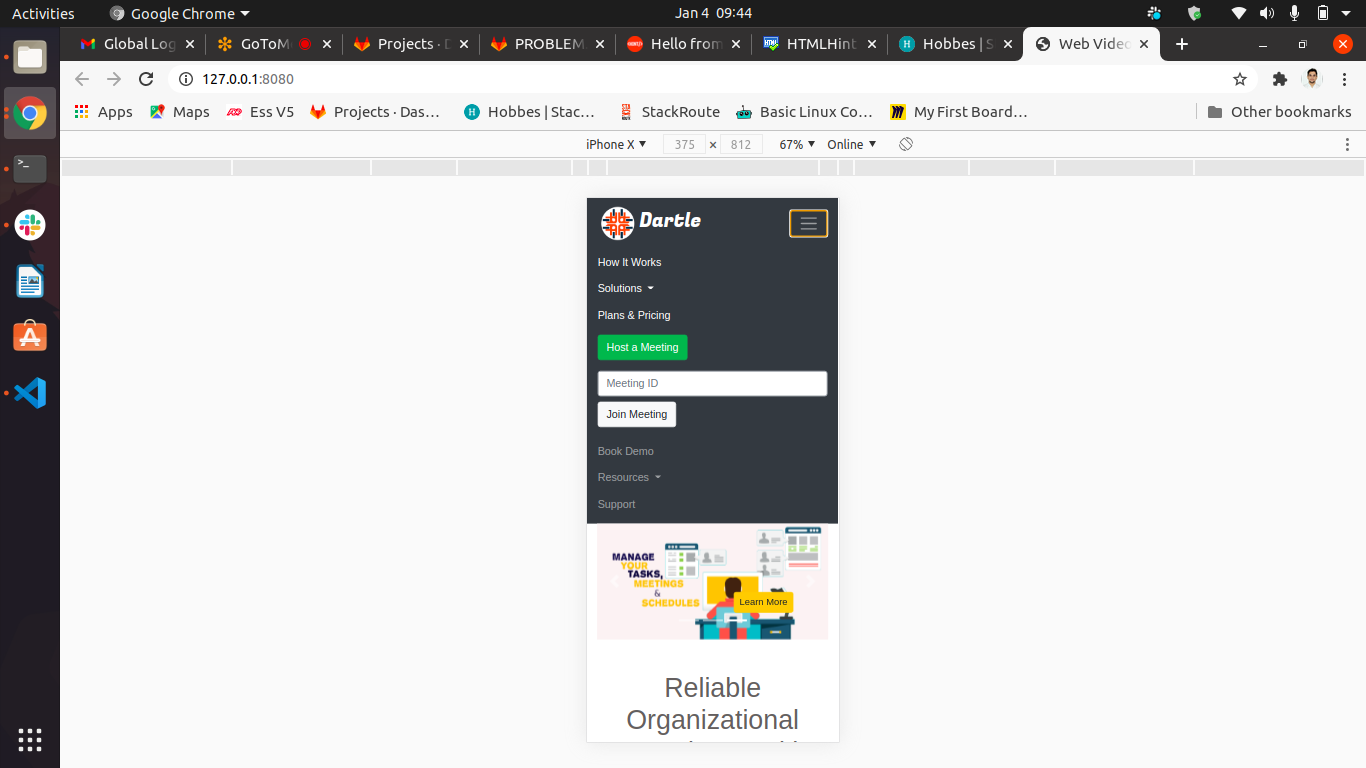 Activities
Google Chrome
Jan 4 09:44
Global Log
GoToM
Projects · D
PROBLEM
Hello from
HTMLHint
Hobbes | S
Web Video
127.0.0.1:8080
Apps
Maps
Ess V5
Projects · Das…
Hobbes | Stac…
StackRoute
Basic Linux Co…
My First Board…
Other bookmarks
iPhone X
375
×
812
67%
Online
Dartle
How It Works
Solutions
Plans & Pricing
Host a Meeting
Meeting ID
Join Meeting
Book Demo
Resources
Support
MANAGE
YOUR
TASKS,
MEETINGS
&
SCHEDULES
Learn More
Reliable
Organizational